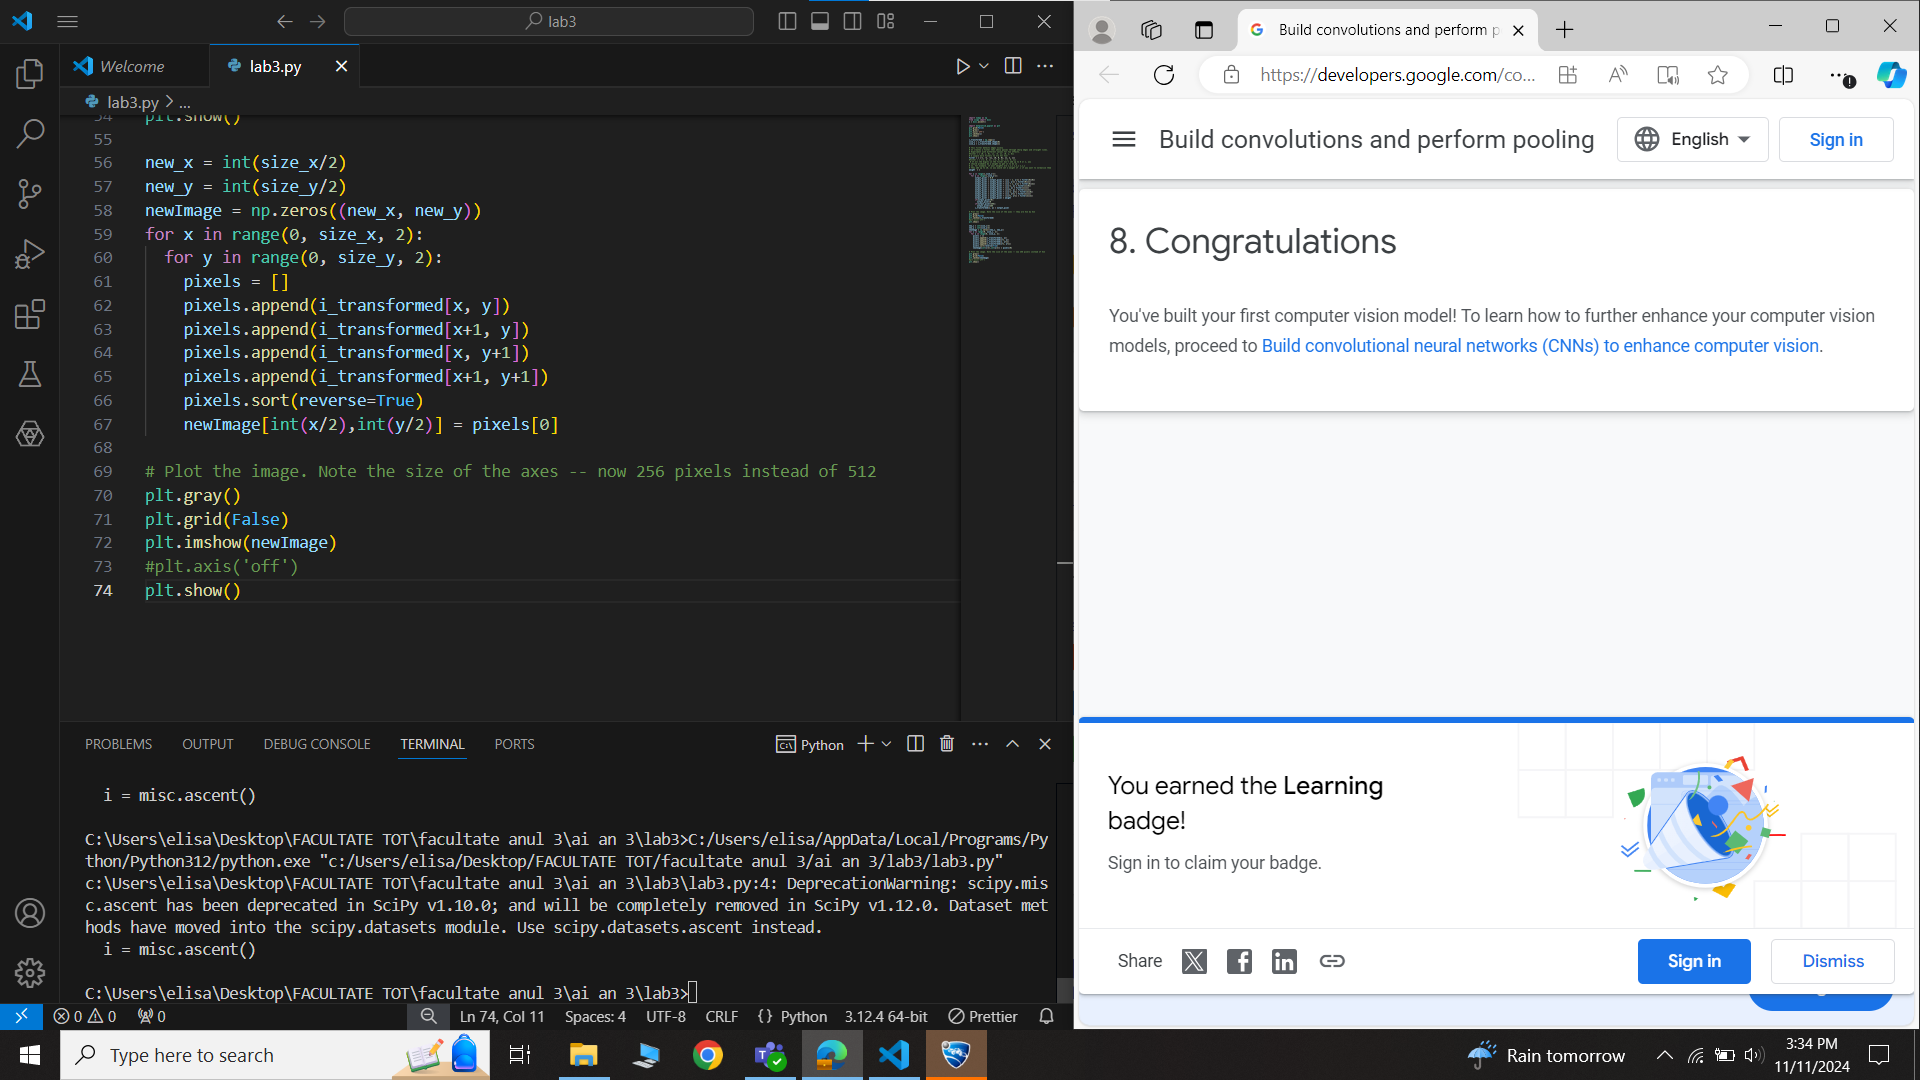 lab3
Welcome
lab3.py
lab3.py > ...
54 plt.show()
55
56 new_x = int(size_x/2)
57 new_y = int(size_y/2)
58 newImage = np.zeros((new_x, new_y))
59 for x in range(0, size_x, 2):
60 for y in range(0, size_y, 2):
61 pixels = []
62 pixels.append(i_transformed[x, y])
63 pixels.append(i_transformed[x+1, y])
64 pixels.append(i_transformed[x, y+1])
65 pixels.append(i_transformed[x+1, y+1])
66 pixels.sort(reverse=True)
67 newImage[int(x/2),int(y/2)] = pixels[0]
68
69 # Plot the image. Note the size of the axes -- now 256 pixels instead of 512
70 plt.gray()
71 plt.grid(False)
72 plt.imshow(newImage)
73 #plt.axis('off')
74 plt.show()
PROBLEMS OUTPUT DEBUG CONSOLE TERMINAL PORTS
Python
i = misc.ascent()
C:\Users\elisa\Desktop\FACULTATE TOT\facultate anul 3\ai an 3\lab3>C:/Users/elisa/AppData/Local/Programs/Py
thon/Python312/python.exe "c:/Users/elisa/Desktop/FACULTATE TOT/facultate anul 3/ai an 3/lab3/lab3.py"
c:\Users\elisa\Desktop\FACULTATE TOT\facultate anul 3\ai an 3\lab3\lab3.py:4: DeprecationWarning: scipy.mis
c.ascent has been deprecated in SciPy v1.10.0; and will be completely removed in SciPy v1.12.0. Dataset met
hods have moved into the scipy.datasets module. Use scipy.datasets.ascent instead.
i = misc.ascent()
C:\Users\elisa\Desktop\FACULTATE TOT\facultate anul 3\ai an 3\lab3>
0 0 0 Ln 74, Col 11 Spaces: 4 UTF-8 CRLF {} Python 3.12.4 64-bit Prettier
Build convolutions and perform p
https://developers.google.com/co...
Build convolutions and perform pooling
English
Sign in
8. Congratulations
You've built your first computer vision model! To learn how to further enhance your computer vision
models, proceed to Build convolutional neural networks (CNNs) to enhance computer vision.
You earned the Learning
badge!
Sign in to claim your badge.
Share
Sign in
Dismiss
Type here to search
Rain tomorrow
3:34 PM
11/11/2024